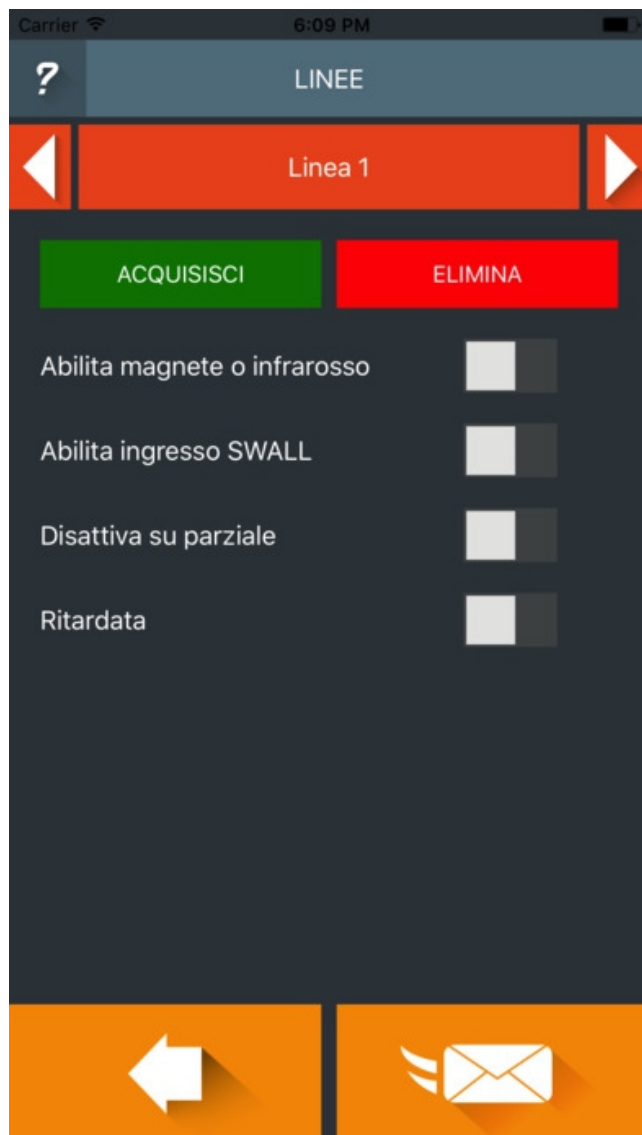 Carrier 6:09 PM
? LINEE
Linea 1
ACQUISISCI ELIMINA
Abilita magnete o infrarosso
Abilita ingresso SWALL
Disattiva su parziale
Ritardata